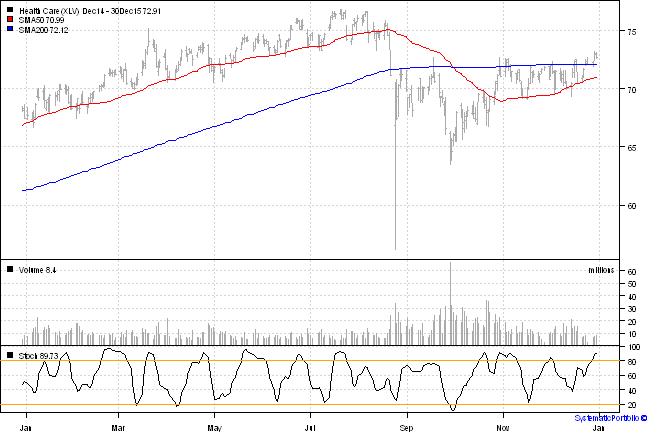 Health Care (XLV) Dec14 - 30Dec15 72.91
SMA50 70.99
SMA200 72.12
75
70
65
60
Volume 8.4
millions
60
50
40
30
20
10
Stoch 89.73
100
80
60
40
20
Jan
Mar
May
Jul
Sep
Nov
Jan
SystematicPortfolio ©